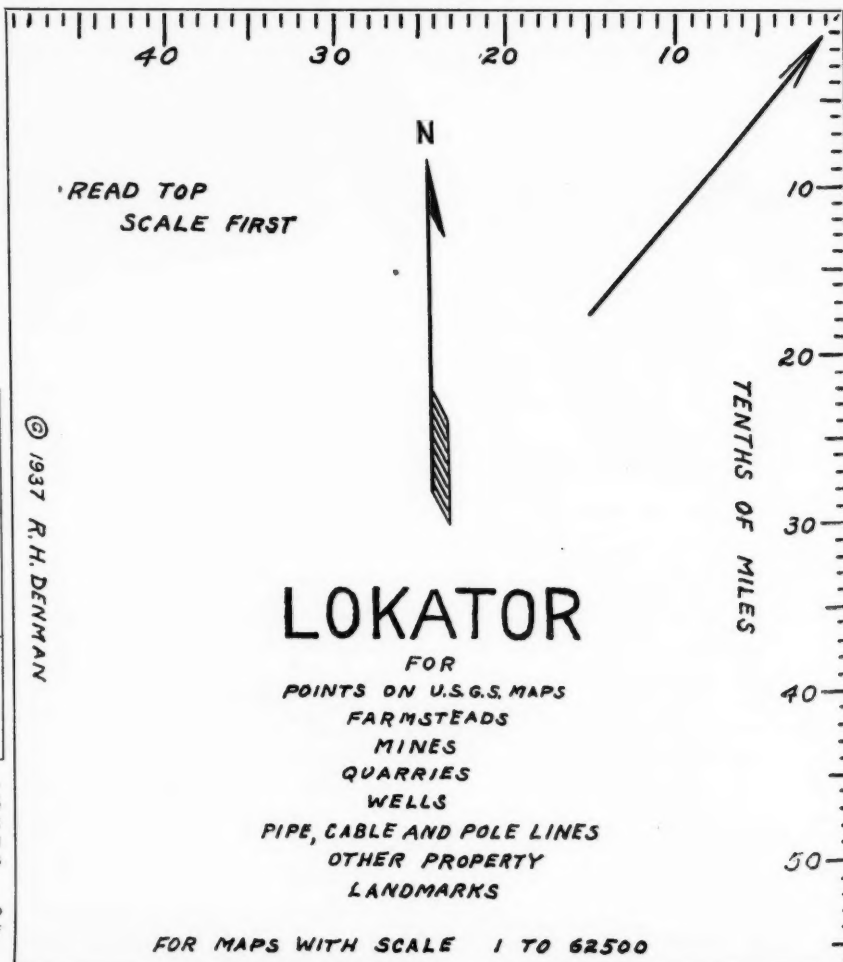 40 30 20 10
N
READ TOP
SCALE FIRST
10
20
TENTHS OF MILES
30
40
50
© 1937 R.H. DENMAN
LOKATOR
FOR
POINTS ON U.S.G.S. MAPS
FARMSTEADS
MINES
QUARRIES
WELLS
PIPE, CABLE AND POLE LINES
OTHER PROPERTY
LANDMARKS
FOR MAPS WITH SCALE 1 TO 62500